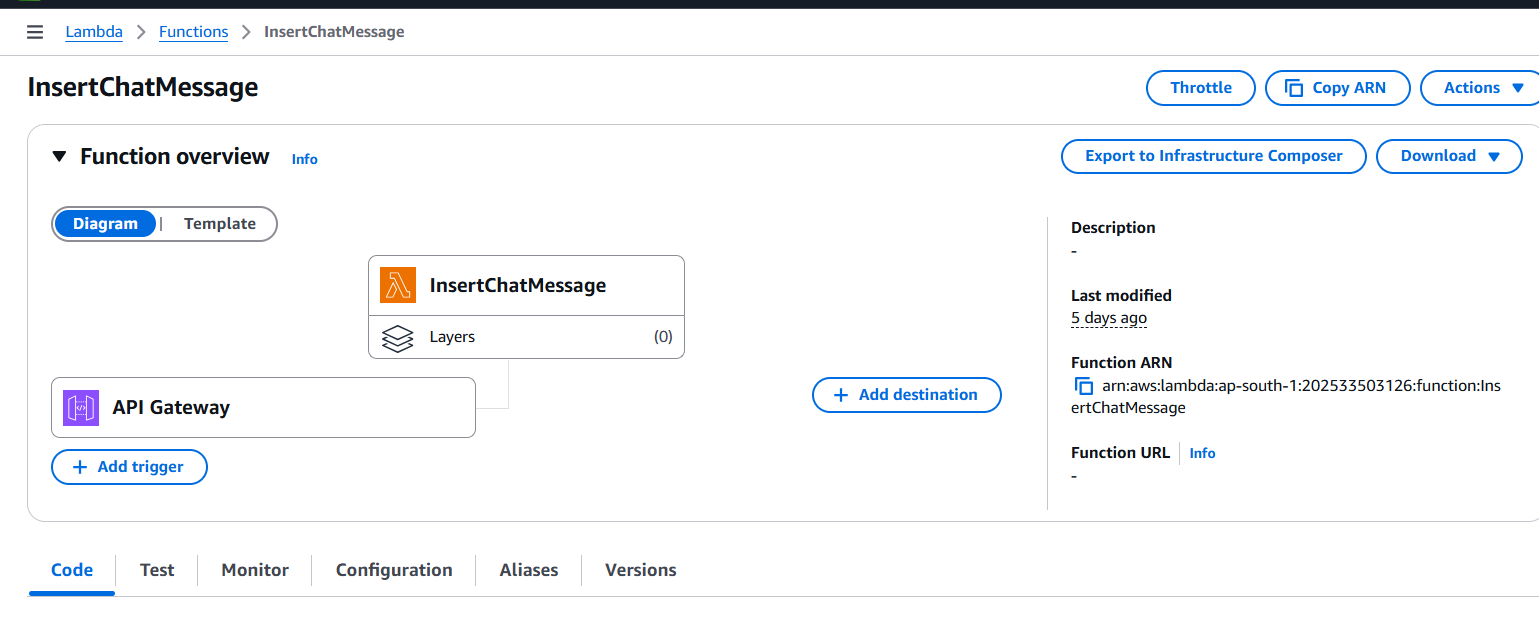 Lambda > Functions > InsertChatMessage
InsertChatMessage
Throttle
Copy ARN
Actions
Function overview
Info
Export to Infrastructure Composer
Download
Diagram | Template
InsertChatMessage
Layers
(0)
API Gateway
+ Add trigger
+ Add destination
Description
-
Last modified
5 days ago
Function ARN
arn:aws:lambda:ap-south-1:202533503126:function:Ins
ertChatMessage
Function URL
Info
-
Code
Test
Monitor
Configuration
Aliases
Versions